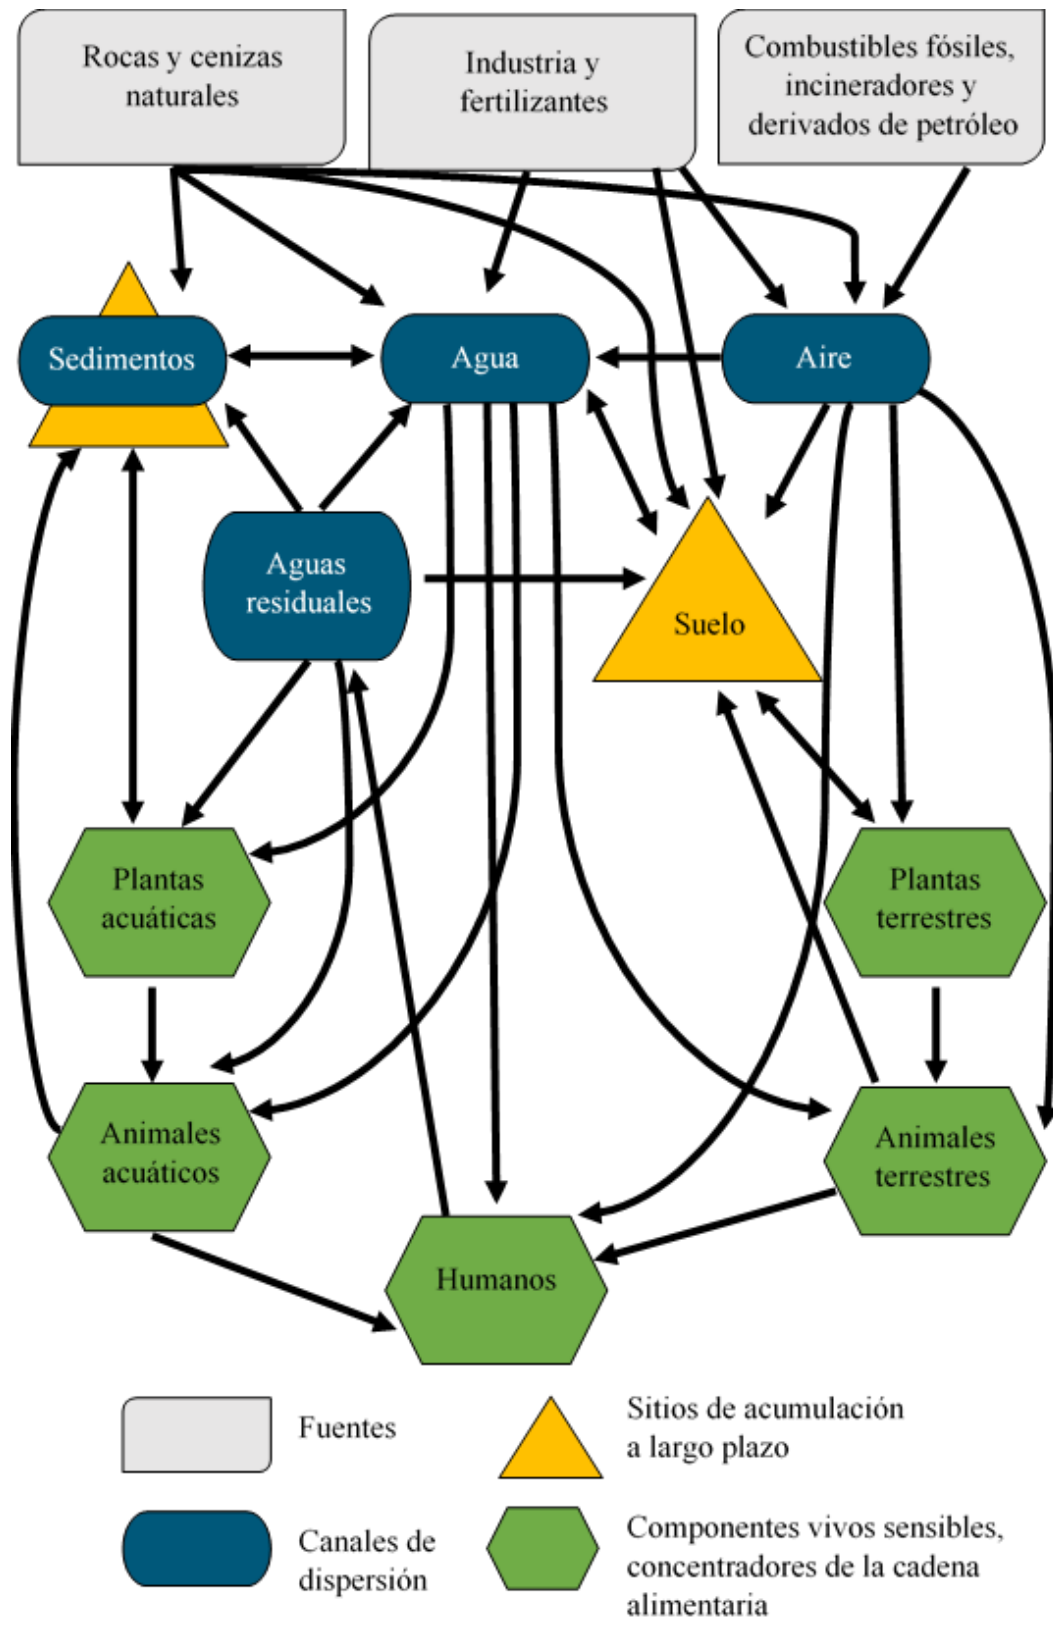 Rocas y cenizas
naturales
Industria y
fertilizantes
Combustibles fósiles,
incineradores y
derivados de petróleo
Sedimentos
Agua
Aire
Aguas
residuales
Suelo
Plantas
acuáticas
Plantas
terrestres
Animales
acuáticos
Animales
terrestres
Humanos
Fuentes
Sitios de acumulación
a largo plazo
Canales de
dispersión
Componentes vivos sensibles,
concentradores de la cadena
alimentaria